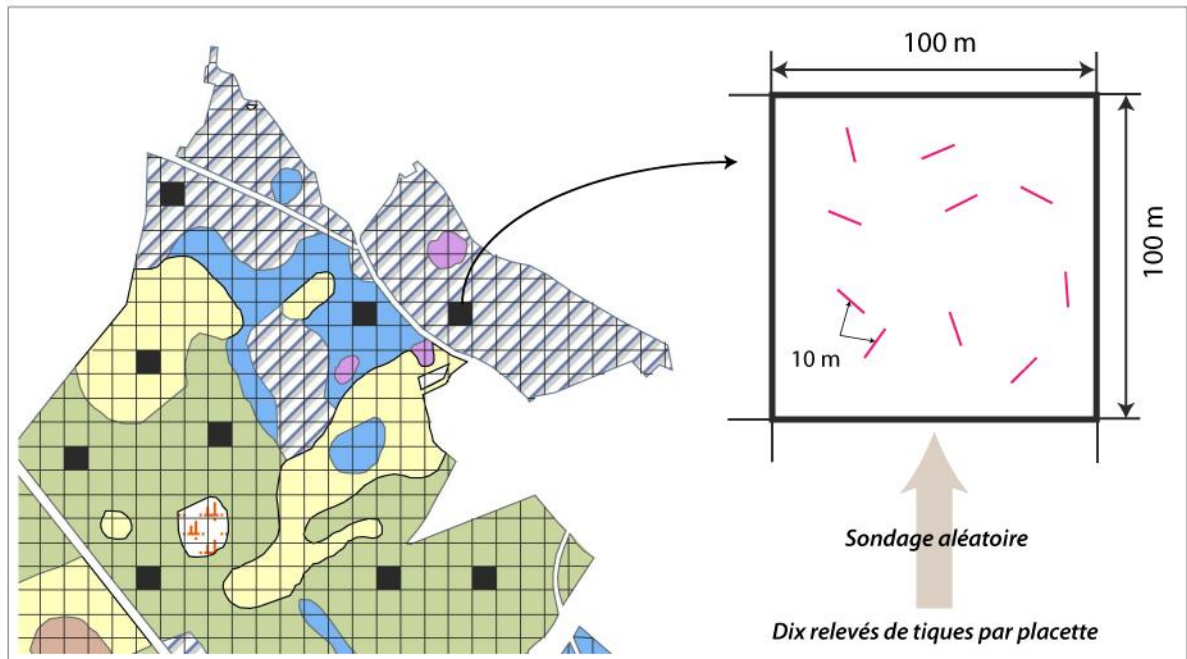 100 m
100 m
10 m
Sondage aléatoire
Dix relevés de tiques par placette